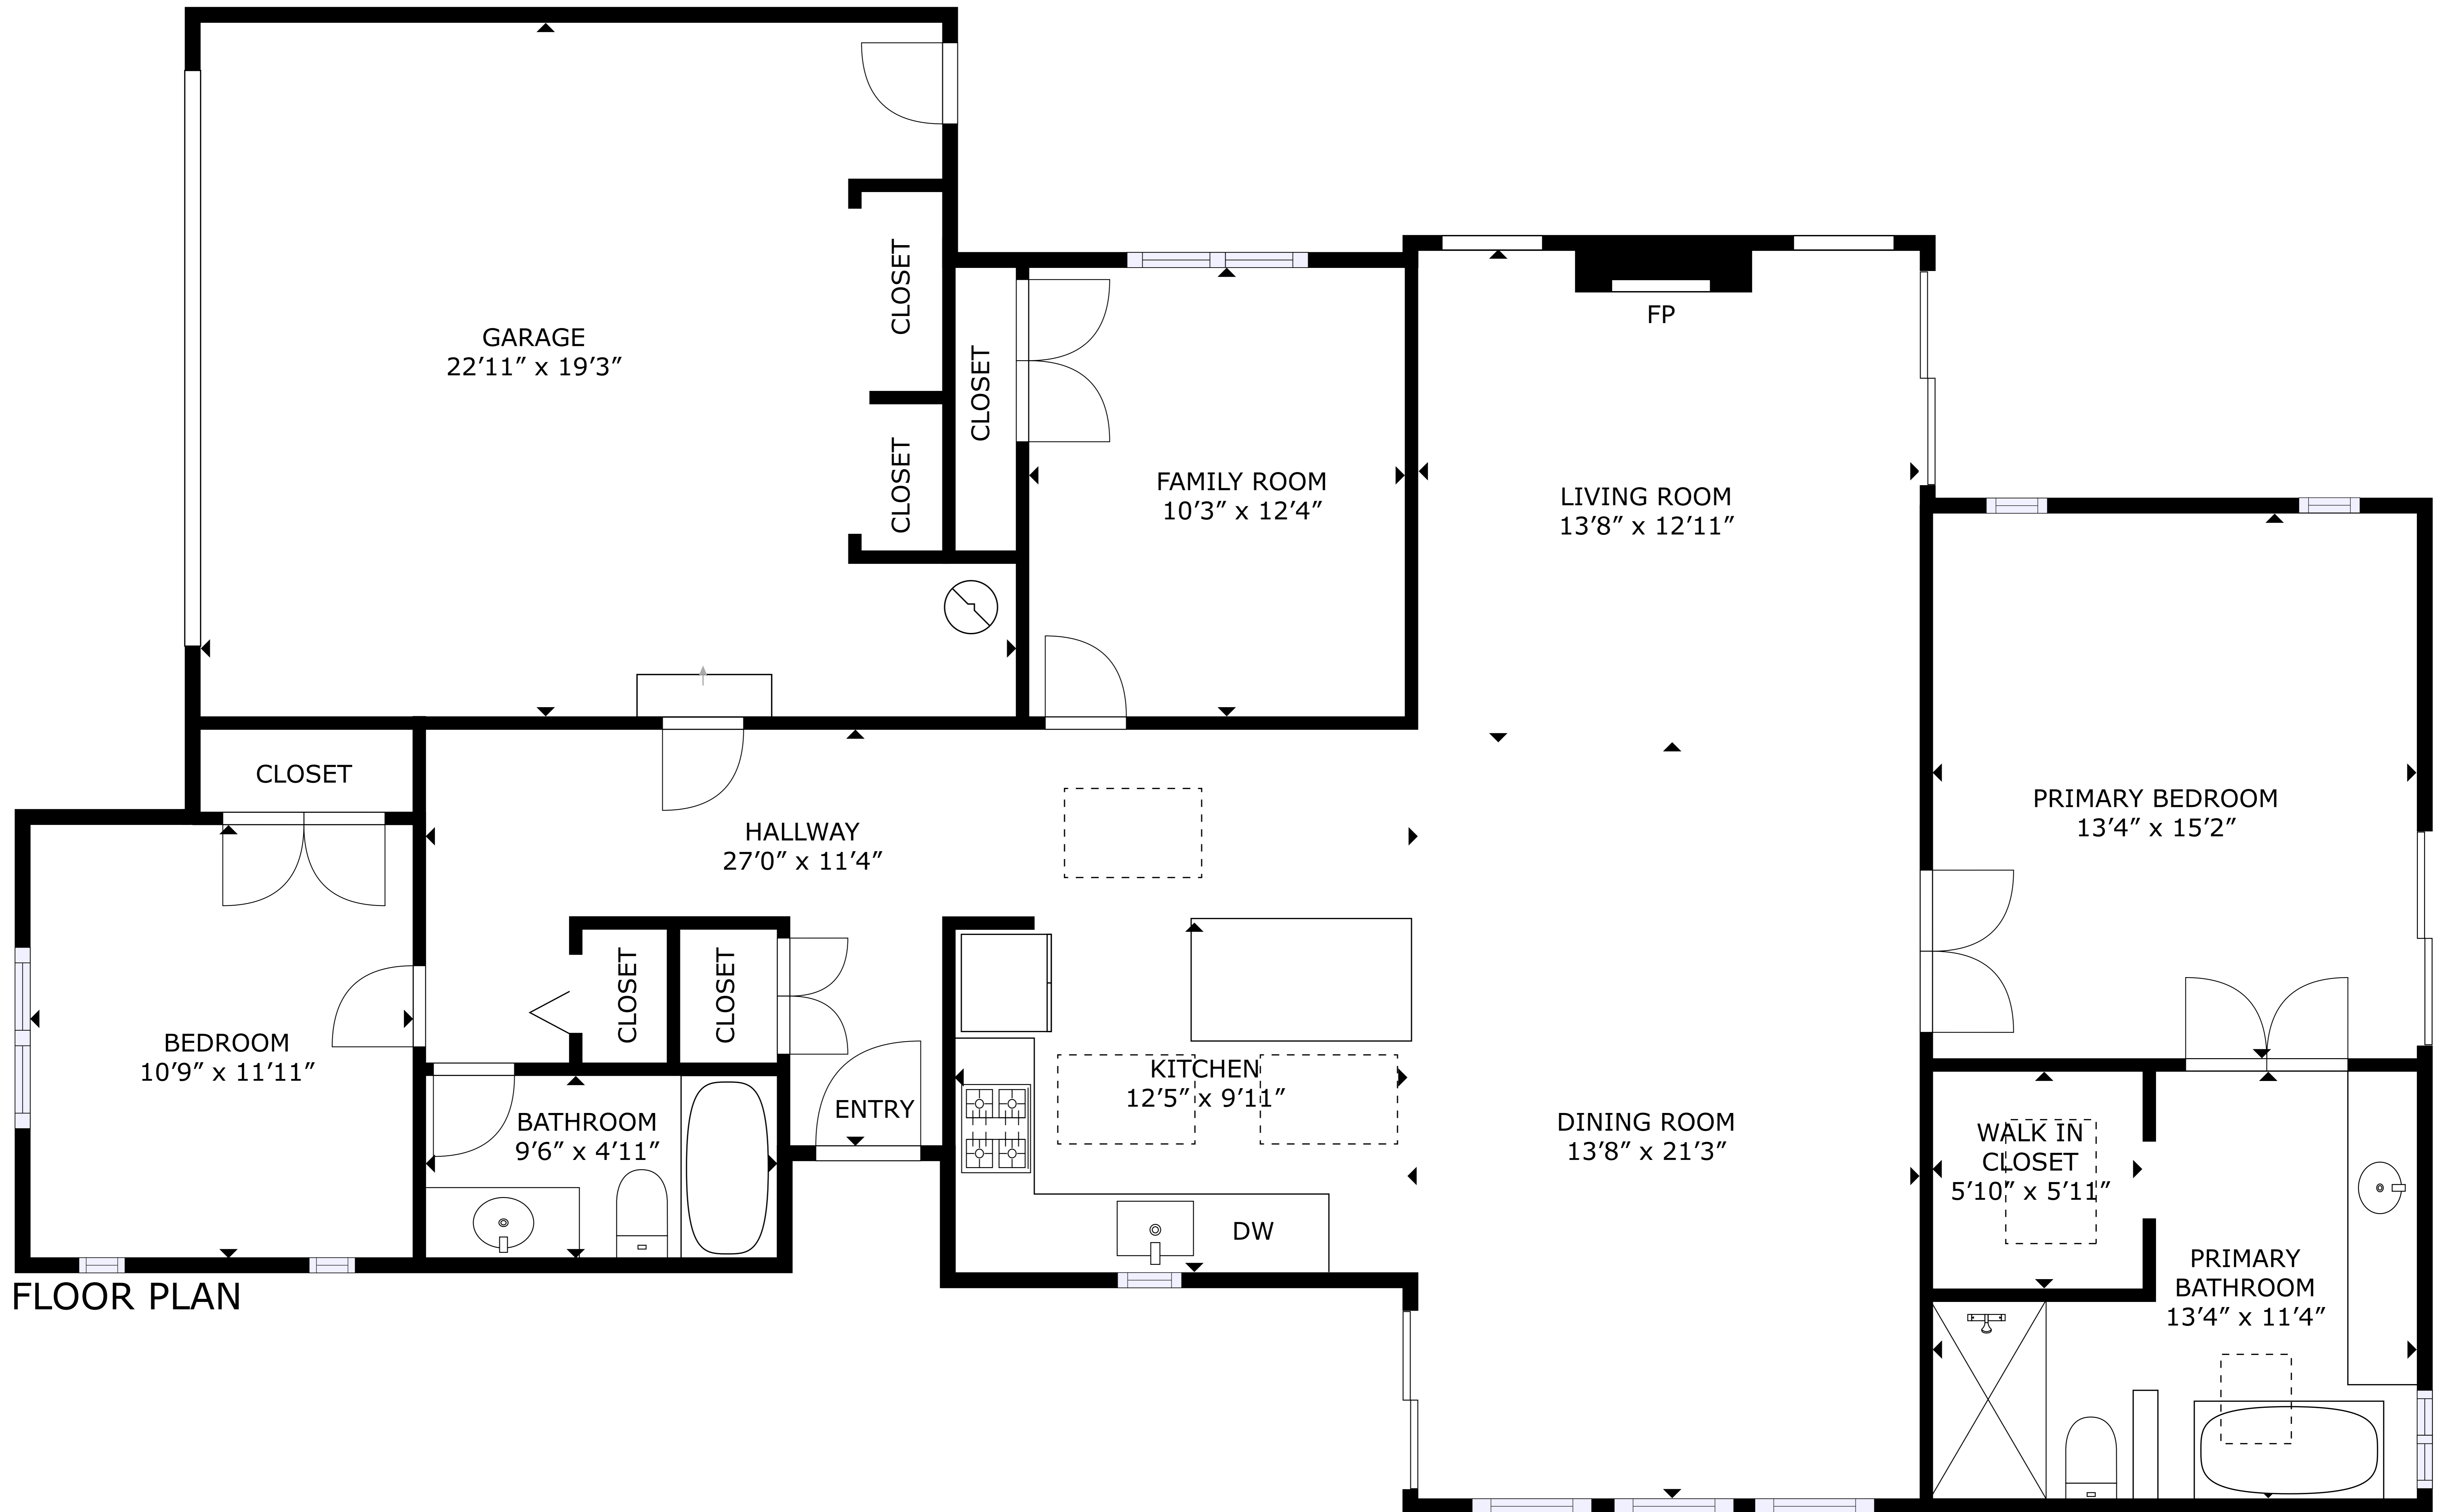 GARAGE
22’11” x 19’3”
CLOSET
CLOSET
CLOSET
FAMILY ROOM
10’3” x 12’4”
FP
LIVING ROOM
13’8” x 12’11”
CLOSET
HALLWAY
27’0” x 11’4”
PRIMARY BEDROOM
13’4” x 15’2”
BEDROOM
10’9” x 11’11”
CLOSET
CLOSET
BATHROOM
9’6” x 4’11”
ENTRY
KITCHEN
12’5” x 9’11”
DW
DINING ROOM
13’8” x 21’3”
WALK IN
CLOSET
5’10” x 5’11”
PRIMARY
BATHROOM
13’4” x 11’4”
FLOOR PLAN